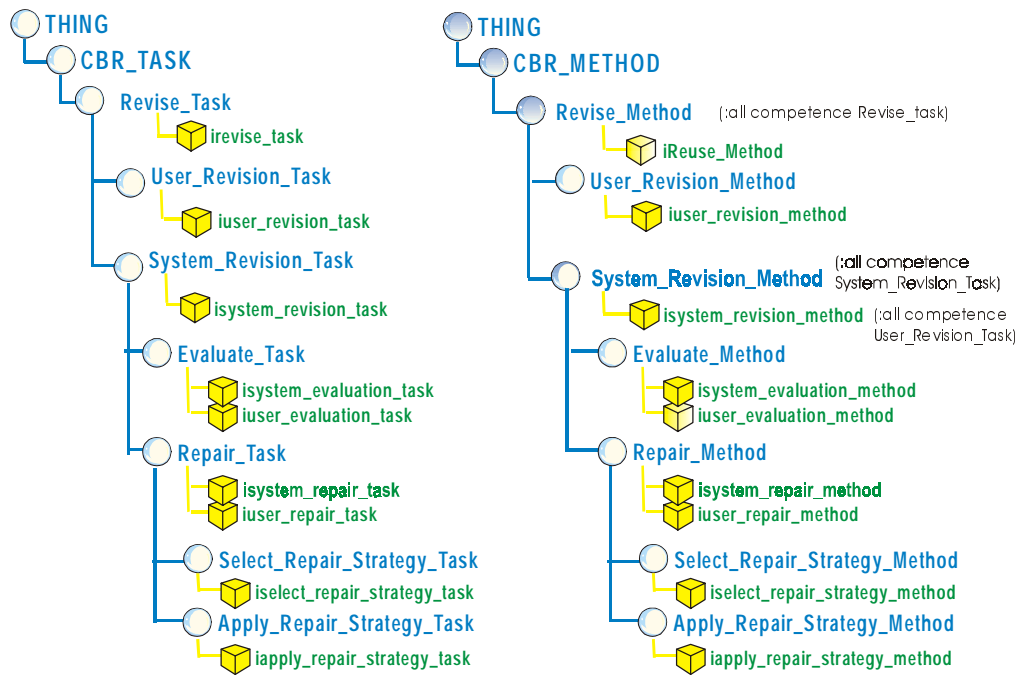 THING
CBR_TASK
Revise_Task
irevise_task
User_Revision_Task
iuser_revision_task
System_Revision_Task
isystem_revision_task
Evaluate_Task
isystem_evaluation_task
iuser_evaluation_task
Repair_Task
isystem_repair_task
iuser_repair_task
Select_Repair_Strategy_Task
iselect_repair_strategy_task
Apply_Repair_Strategy_Task
iapply_repair_strategy_task
THING
CBR_METHOD
Revise_Method (:all competence Revise_task)
iReuse_Method
User_Revision_Method
iuser_revision_method
System_Revision_Method (:all competence
System_Revision_Task)
isystem_revision_method (:all competence
User_Revision_Task)
Evaluate_Method
isystem_evaluation_method
iuser_evaluation_method
Repair_Method
isystem_repair_method
iuser_repair_method
Select_Repair_Strategy_Method
iselect_repair_strategy_method
Apply_Repair_Strategy_Method
iapply_repair_strategy_method